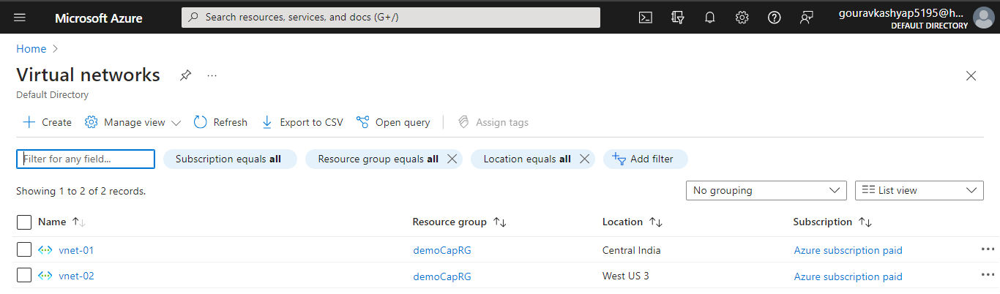 Microsoft Azure Search resources, services, and docs (G+/) gouravkashyap5195@h...
DEFAULT DIRECTORY
Home >
Virtual networks ...
Default Directory
Create Manage view Refresh Export to CSV Open query Assign tags
Filter for any field... Subscription equals all Resource group equals all Location equals all Add filter
Showing 1 to 2 of 2 records. No grouping List view
Name Resource group Location Subscription
vnet-01 demoCapRG Central India Azure subscription paid ...
vnet-02 demoCapRG West US 3 Azure subscription paid ...